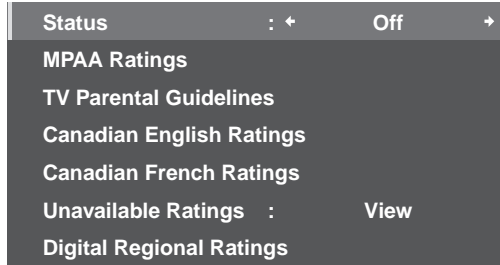 Status : ← Off →
MPAA Ratings
TV Parental Guidelines
Canadian English Ratings
Canadian French Ratings
Unavailable Ratings : View
Digital Regional Ratings